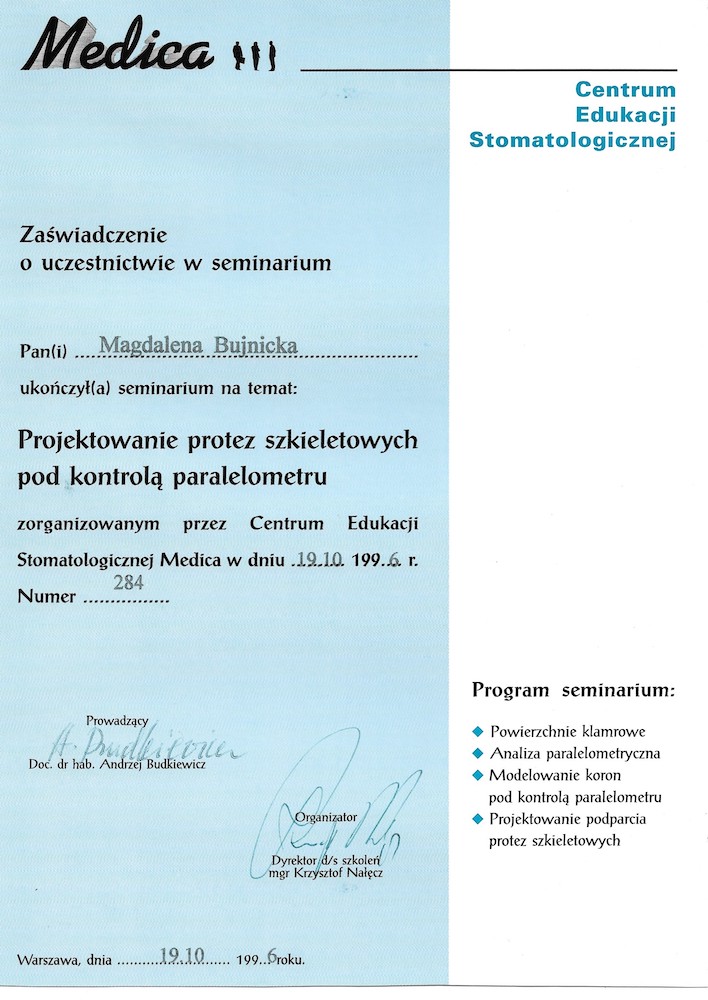 Medica
Centrum
Edukacji
Stomatologicznej
Zaświadczenie
o uczestnictwie w seminarium
Pan(i) ....Magdalena Bujnicka....
ukończył(a) seminarium na temat:
Projektowanie protez szkieletowych
pod kontrolą paralelometru
zorganizowanym przez Centrum Edukacji
Stomatologicznej Medica w dniu .19.10. 199.6. r.
Numer ....284....
Prowadzący
Doc. dr hab. Andrzej Budkiewicz
Organizator
Dyrektor d/s szkoleń
mgr Krzysztof Nałęcz
Warszawa, dnia ....19.10.... 199..6roku.
Program seminarium:
Powierzchnie klamrowe
Analiza paralelometryczna
Modelowanie koron
pod kontrolą paralelometru
Projektowanie podparcia
protez szkieletowych